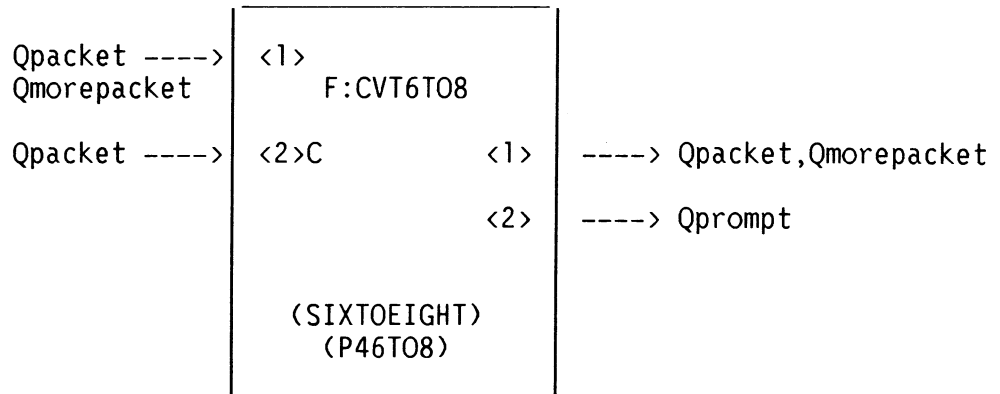 Qpacket ----> <1>
Qmorepacket F:CVT6TO8
Qpacket ----> <2>C <1> ----> Qpacket,Qmorepacket
<2> ----> Qprompt
(SIXTOEIGHT)
(P46TO8)